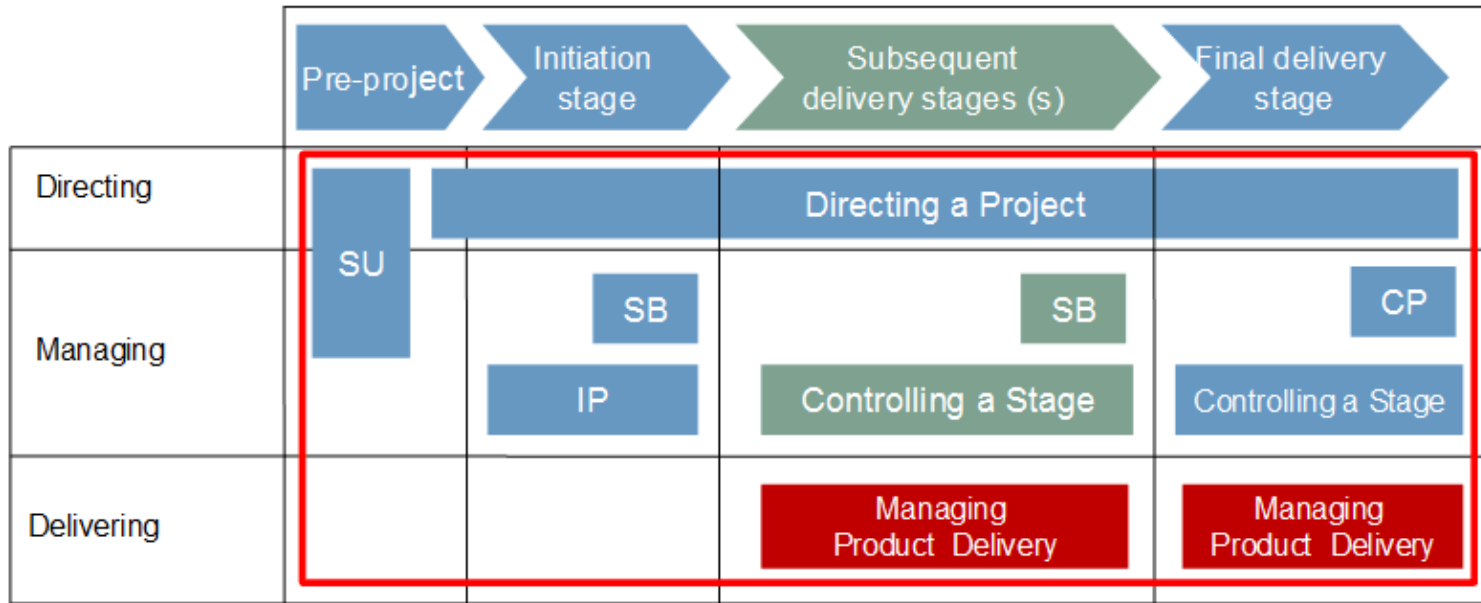 Pre-project
Initiation
stage
Subsequent
delivery stages (s)
Final delivery
stage
Directing
SU
Directing a Project
Managing
SB
SB
CP
IP
Controlling a Stage
Controlling a Stage
Delivering
Managing
Product Delivery
Managing
Product Delivery